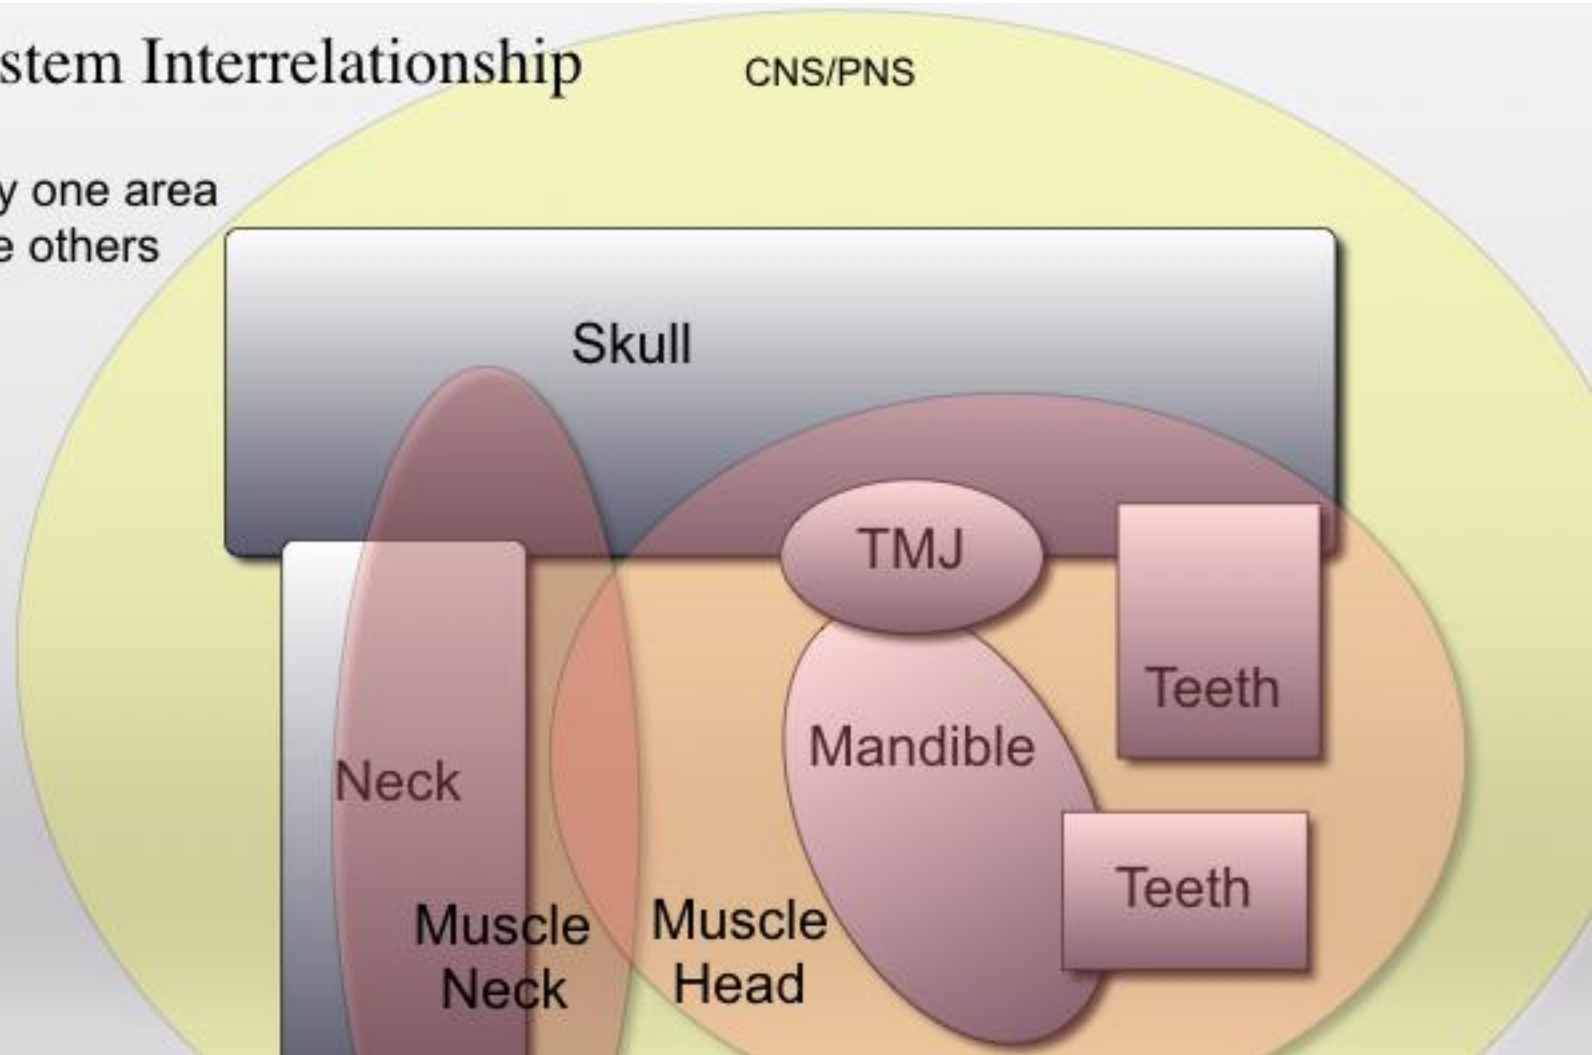 stem Interrelationship
CNS/PNS
y one area
e others
Skull
TMJ
Teeth
Mandible
Neck
Teeth
Muscle
Neck
Muscle
Head